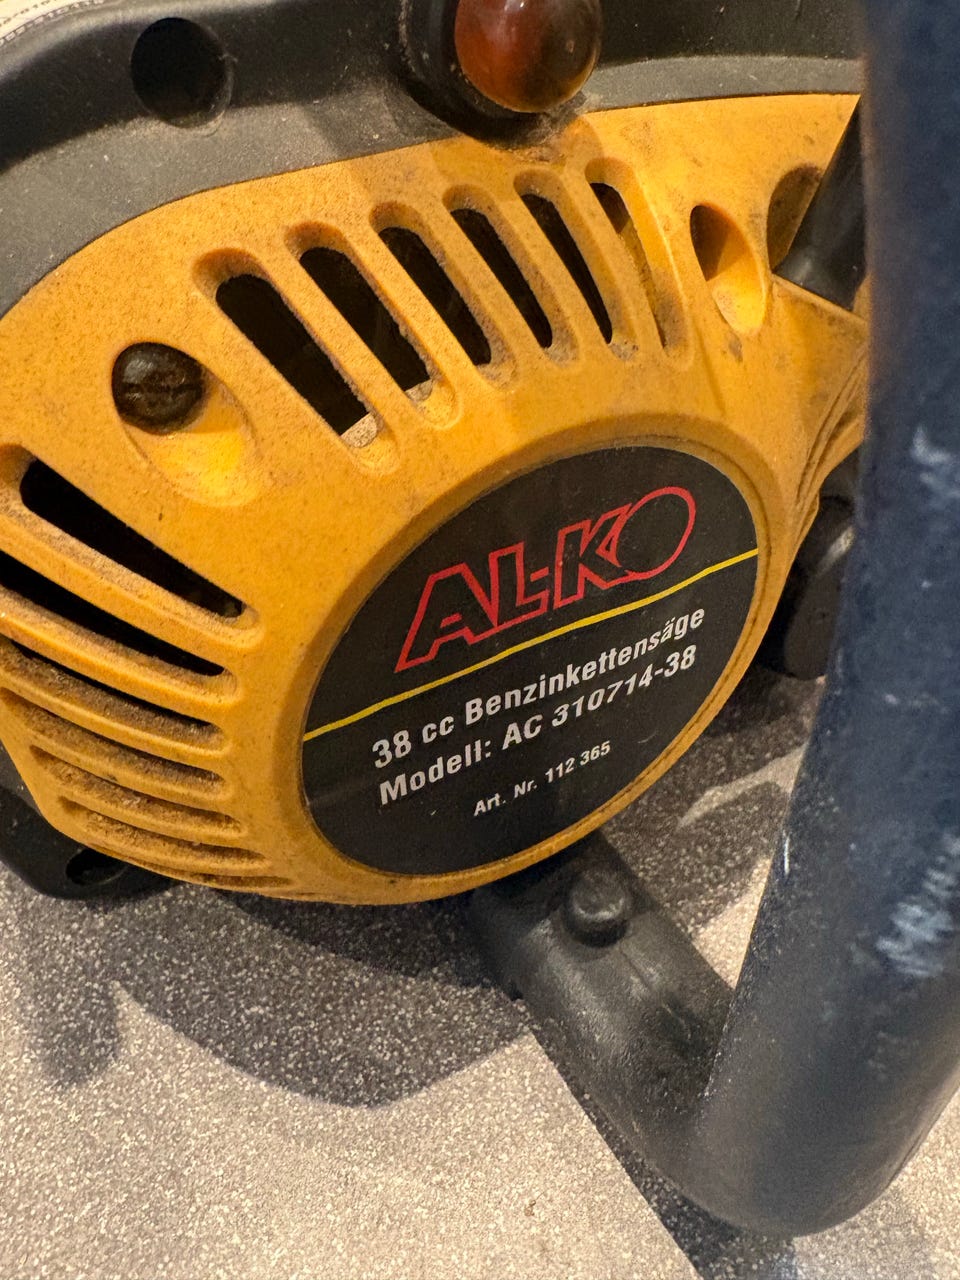 AL-KO
38 cc Benzinkettensäge
Modell: AC 310714-38
Art. Nr. 112 365